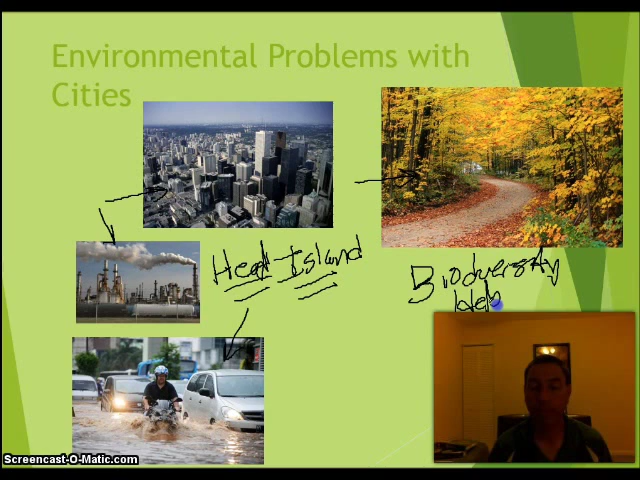 Environmental Problems with
Cities
Heat Island
Biodiversity
Screencast-O-Matic.com